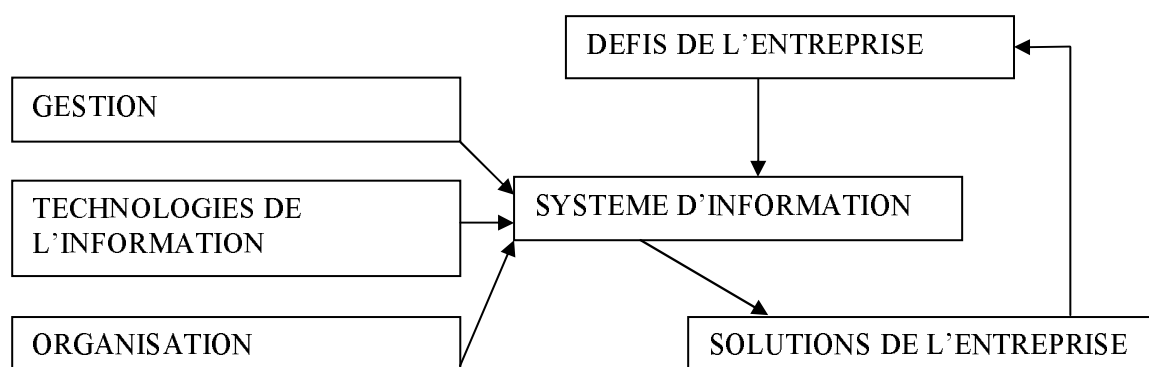 DEFIS DE L’ENTREPRISE
GESTION
TECHNOLOGIES DE
L’INFORMATION
SYSTEME D’INFORMATION
ORGANISATION
SOLUTIONS DE L’ENTREPRISE